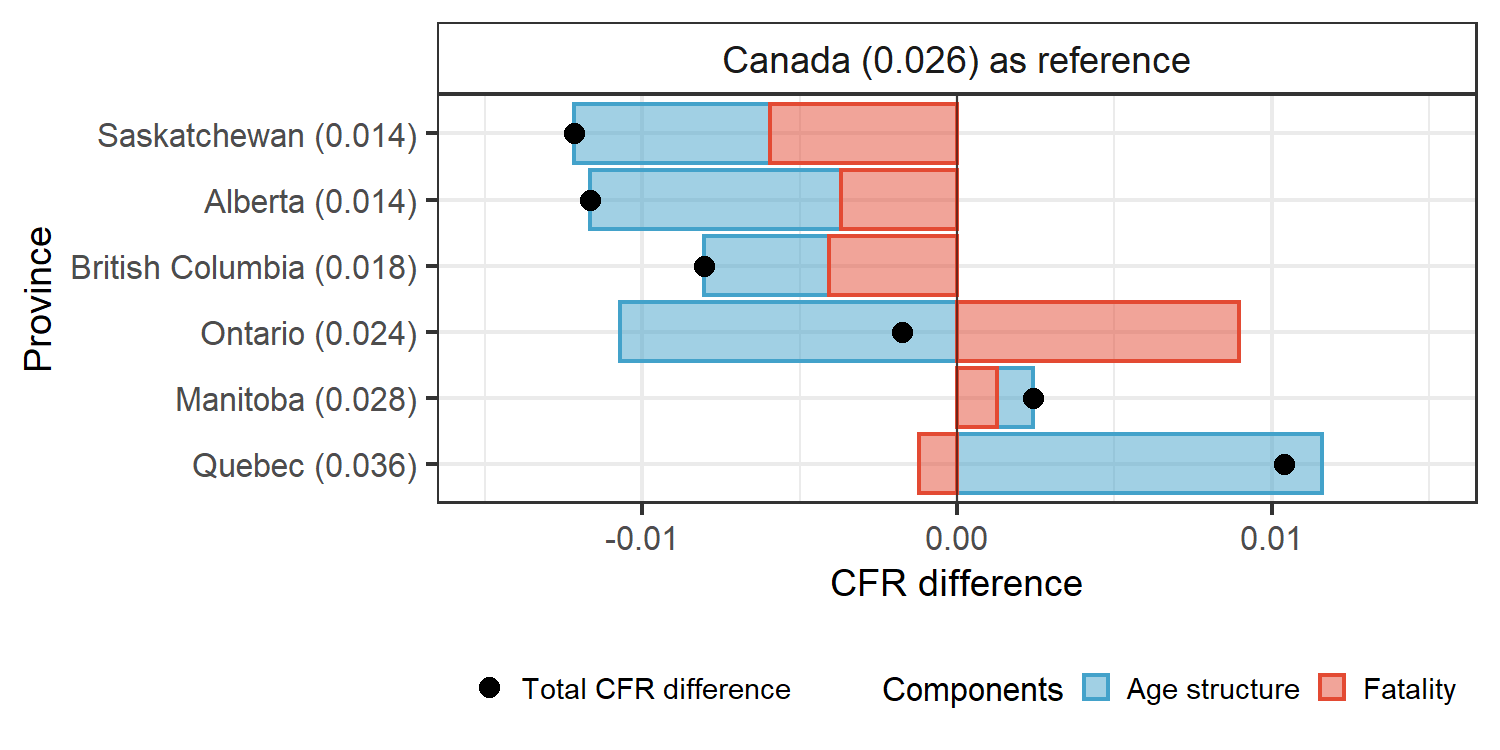 Canada (0.026) as reference
Province
Saskatchewan (0.014)
Alberta (0.014)
British Columbia (0.018)
Ontario (0.024)
Manitoba (0.028)
Quebec (0.036)
-0.01 0.00 0.01
CFR difference
Total CFR difference Components Age structure Fatality